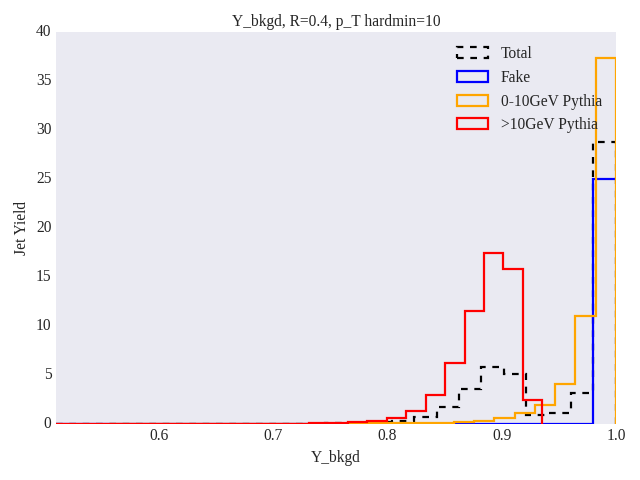 Y_bkgd, R=0.4, p_T hardmin=10
40
35
30
25
20
15
10
5
0
Jet Yield
Total
Fake
0-10GeV Pythia
>10GeV Pythia
0.6 0.7 0.8 0.9 1.0
Y_bkgd